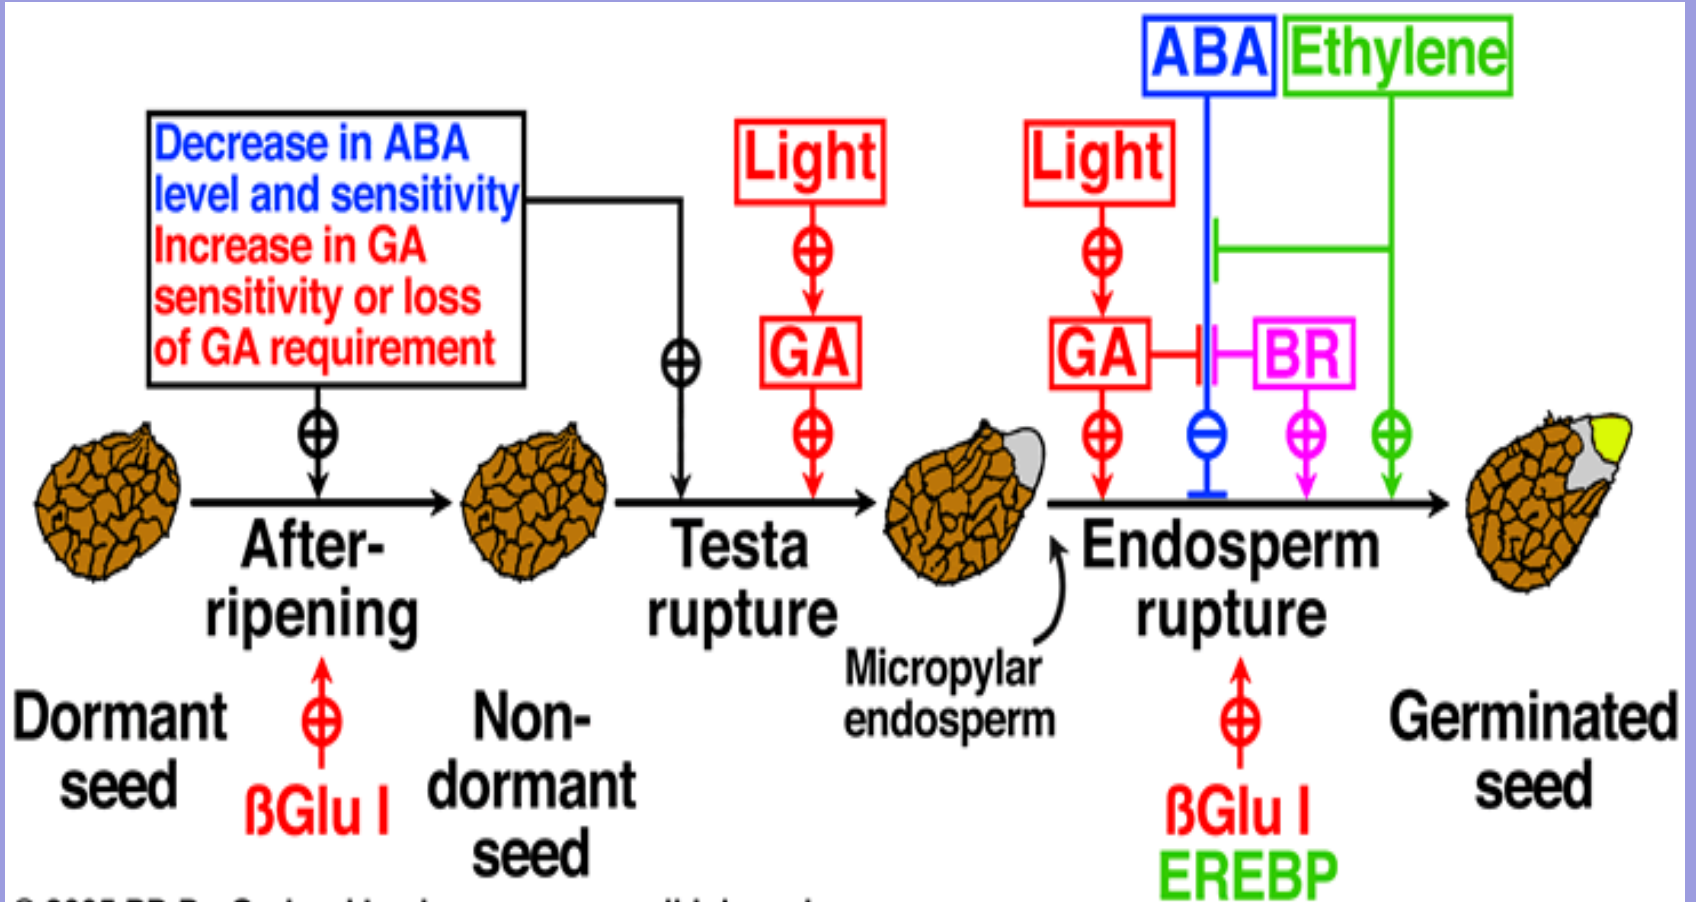 ABA
Ethylene
Decrease in ABA
level and sensitivity
Increase in GA
sensitivity or loss
of GA requirement
Light
Light
GA
GA
BR
After-
ripening
Testa
rupture
Endosperm
rupture
Micropylar
endosperm
Dormant
seed
ßGlu I
Non-
dormant
seed
ßGlu I
EREBP
Germinated
seed